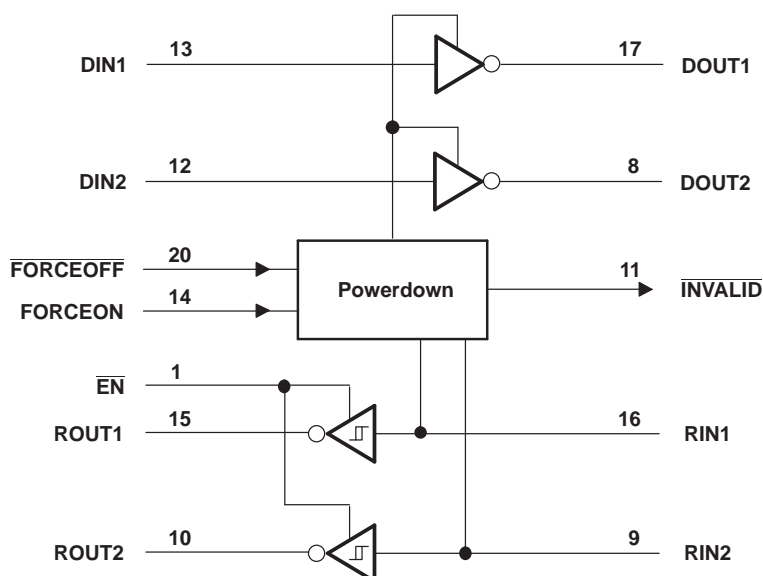 DIN1 13 17 DOUT1
DIN2 12 8 DOUT2
FORCEOFF 20 Powerdown 11 INVALID
FORCEON 14
EN 1
ROUT1 15 16 RIN1
ROUT2 10 9 RIN2